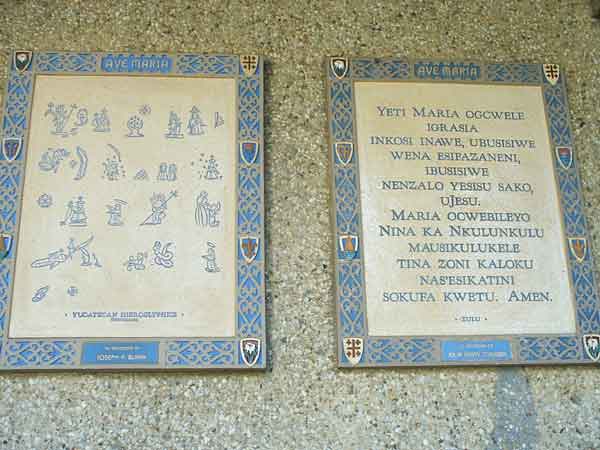 AVE MARIA
· YUCATECAN HIEROGLYPHICS ·
AVE MARIA
YETI MARIA OGCWELE
IGRASIA
INKOSI INAWE, UBUSISIWE
WENA ESIPAZANENI,
IBUSISIWE
NENZALO YESISU SAKO,
UJESU.
MARIA OCWEBILEYO
NINA KA NKULUNKULU
MAUSIKULUKELE
TINA ZONI KALOKU
NAS'ESIKATINI
SOKUFA KWETU. AMEN.
· ZULU ·